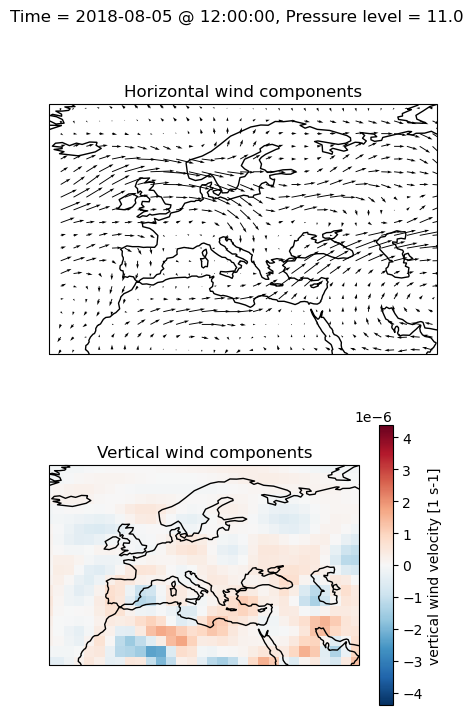 Time = 2018-08-05 @ 12:00:00, Pressure level = 11.0
Horizontal wind components
Vertical wind components
1e−6
4
3
2
1
0
−1
−2
−3
−4
vertical wind velocity [1 s-1]